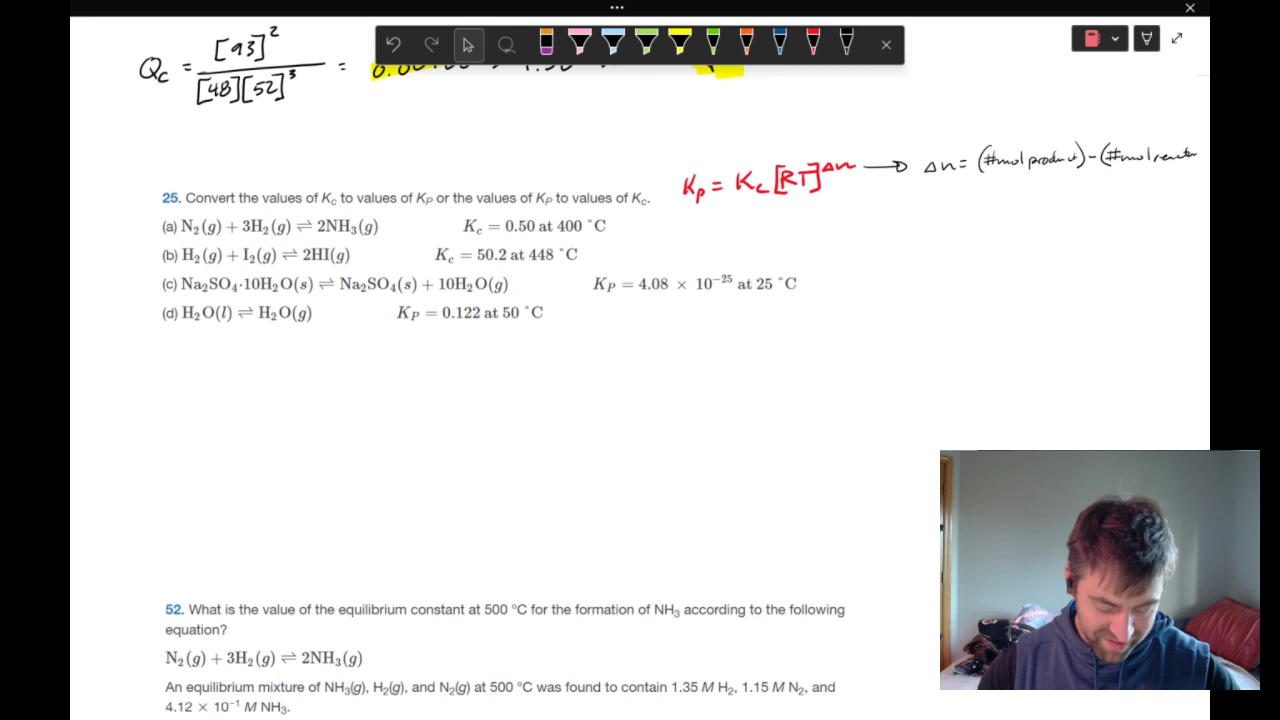 Qc = [93]² / [48][52]³ =
Kp = Kc[RT]^Δn → Δn = (#mol product) - (#mol reactan
25. Convert the values of Kc to values of KP or the values of KP to values of Kc.
(a) N₂(g) + 3H₂(g) ⇌ 2NH₃(g) Kc = 0.50 at 400 °C
(b) H₂(g) + I₂(g) ⇌ 2HI(g) Kc = 50.2 at 448 °C
(c) Na₂SO₄·10H₂O(s) ⇌ Na₂SO₄(s) + 10H₂O(g) KP = 4.08 × 10⁻²⁵ at 25 °C
(d) H₂O(l) ⇌ H₂O(g) KP = 0.122 at 50 °C
52. What is the value of the equilibrium constant at 500 °C for the formation of NH₃ according to the following
equation?
N₂(g) + 3H₂(g) ⇌ 2NH₃(g)
An equilibrium mixture of NH₃(g), H₂(g), and N₂(g) at 500 °C was found to contain 1.35 M H₂, 1.15 M N₂, and
4.12 × 10⁻¹ M NH₃.